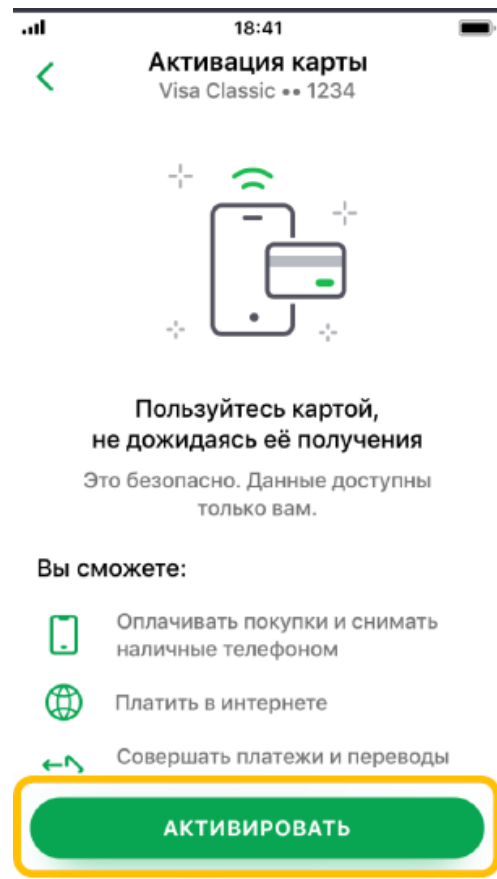 18:41
Активация карты
Visa Classic •• 1234
Пользуйтесь картой,
не дожидаясь её получения
Это безопасно. Данные доступны
только вам.
Вы сможете:
Оплачивать покупки и снимать
наличные телефоном
Платить в интернете
Совершать платежи и переводы
АКТИВИРОВАТЬ